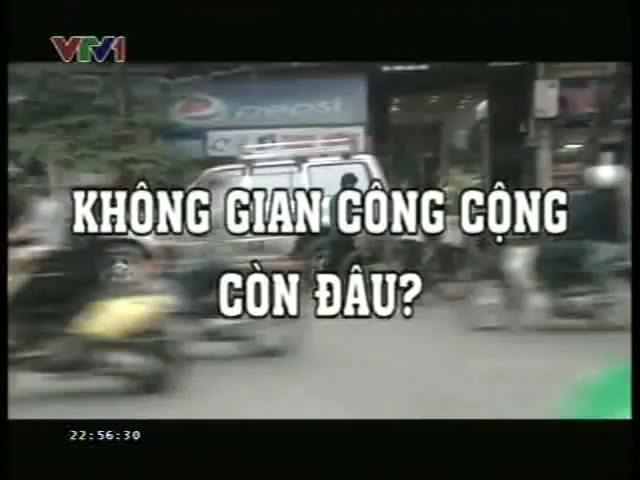 VTV1
pepsi
KHÔNG GIAN CÔNG CỘNG
CÒN ĐÂU?
22:56:30